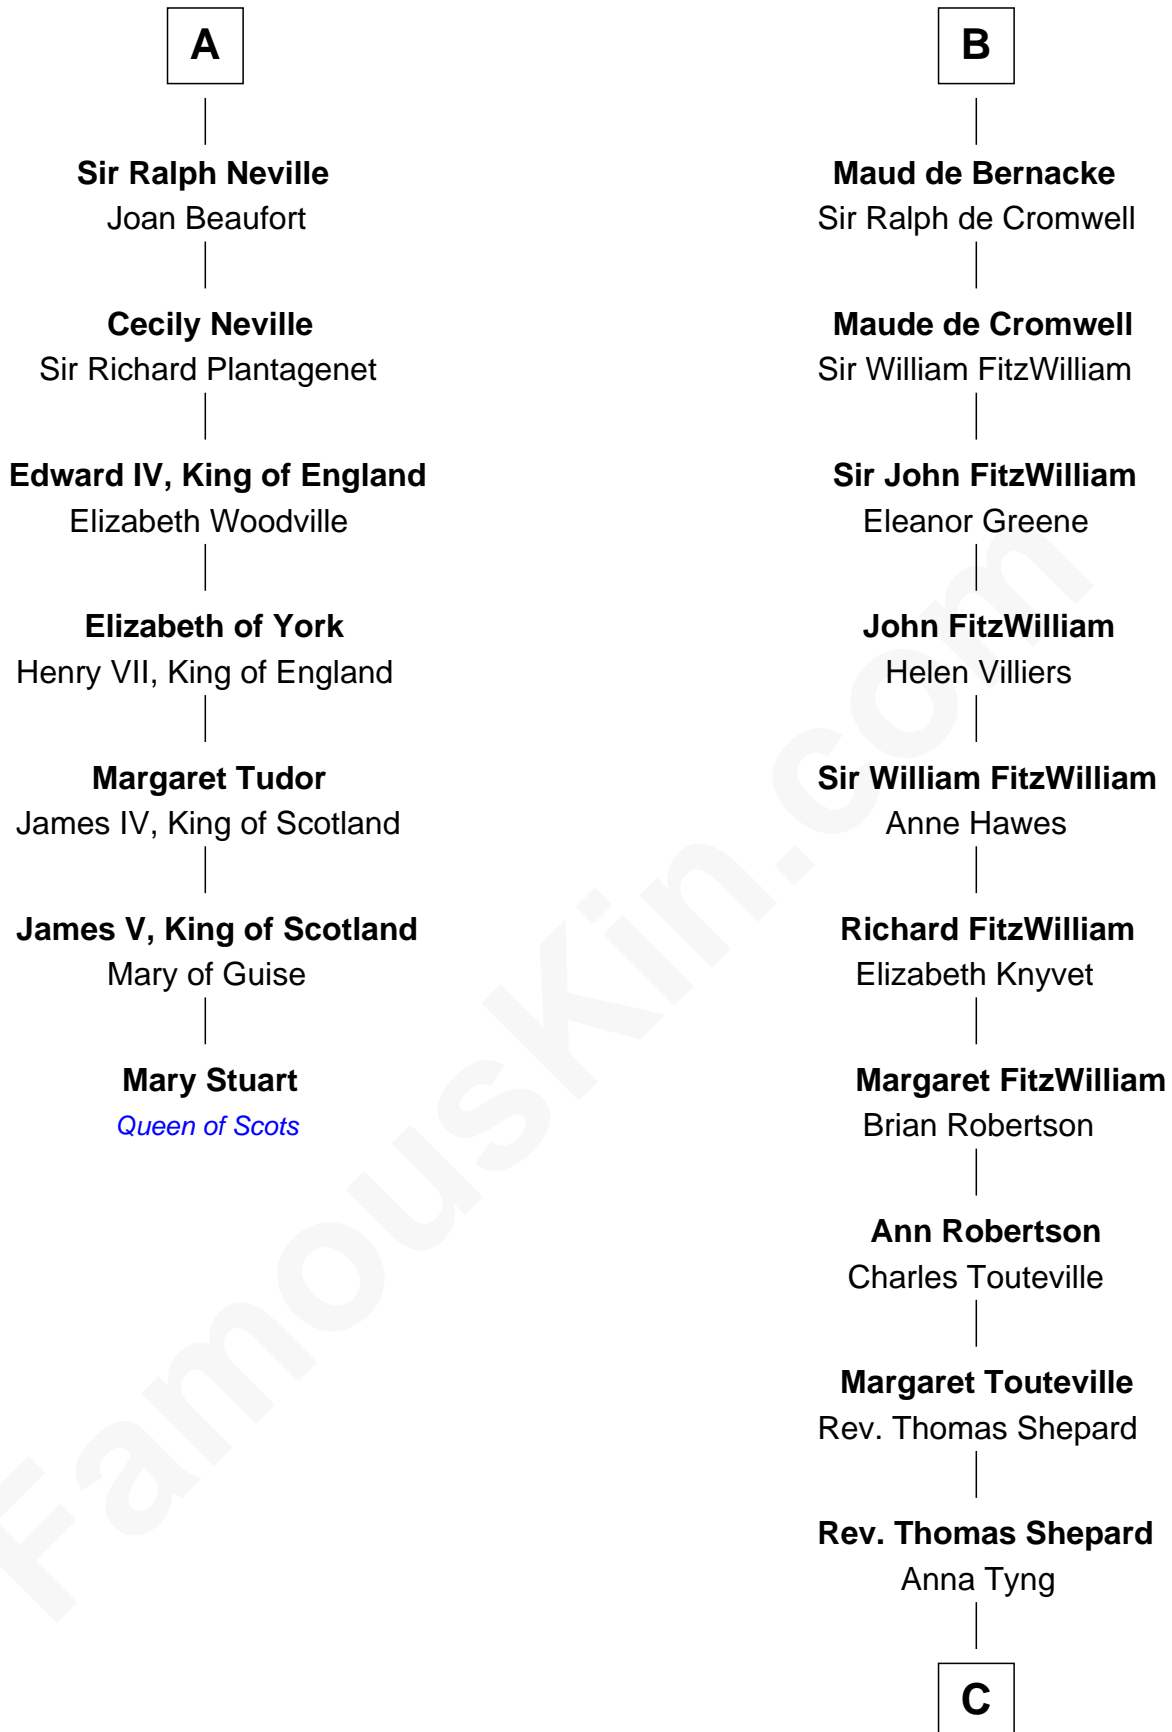 A
Sir Ralph Neville
Joan Beaufort
Cecily Neville
Sir Richard Plantagenet
Edward IV, King of England
Elizabeth Woodville
Elizabeth of York
Henry VII, King of England
Margaret Tudor
James IV, King of Scotland
James V, King of Scotland
Mary of Guise
Mary Stuart
Queen of Scots
B
Maud de Bernacke
Sir Ralph de Cromwell
Maude de Cromwell
Sir William FitzWilliam
Sir John FitzWilliam
Eleanor Greene
John FitzWilliam
Helen Villiers
Sir William FitzWilliam
Anne Hawes
Richard FitzWilliam
Elizabeth Knyvet
Margaret FitzWilliam
Brian Robertson
Ann Robertson
Charles Touteville
Margaret Touteville
Rev. Thomas Shepard
Rev. Thomas Shepard
Anna Tyng
C
FamousKin.com